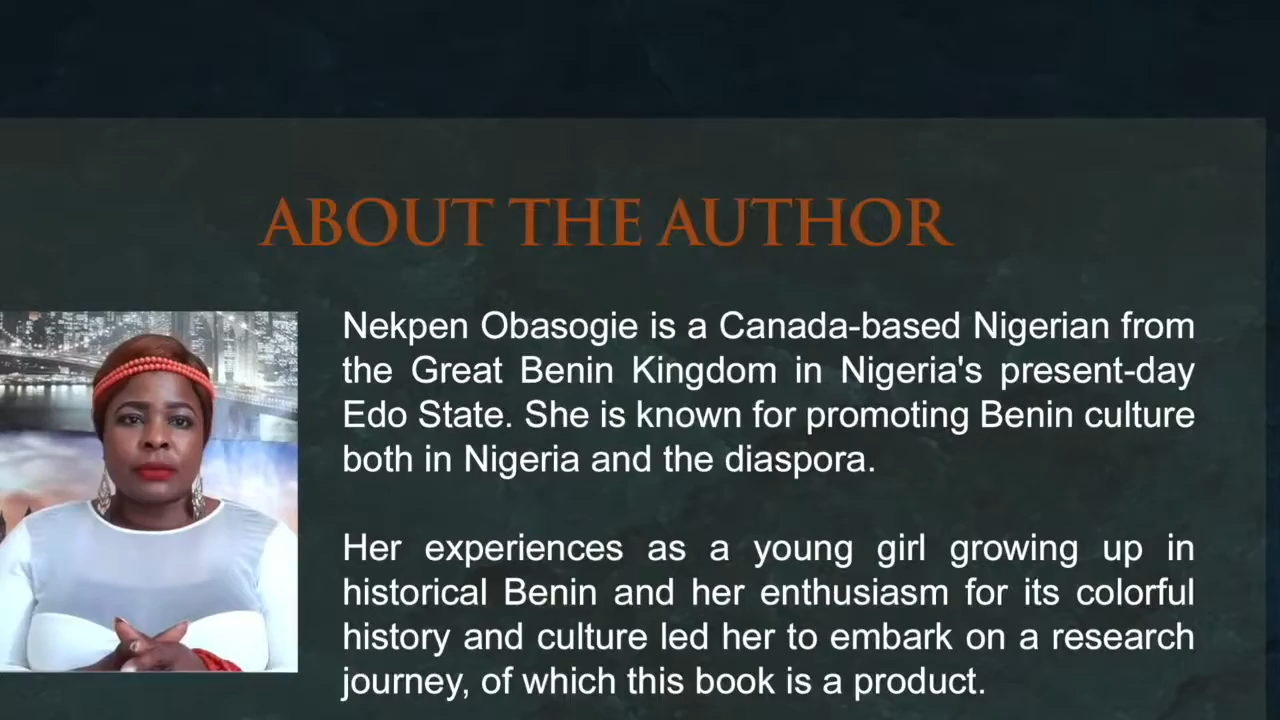 ABOUT THE AUTHOR
Nekpen Obasogie is a Canada-based Nigerian from
the Great Benin Kingdom in Nigeria's present-day
Edo State. She is known for promoting Benin culture
both in Nigeria and the diaspora.
Her experiences as a young girl growing up in
historical Benin and her enthusiasm for its colorful
history and culture led her to embark on a research
journey, of which this book is a product.